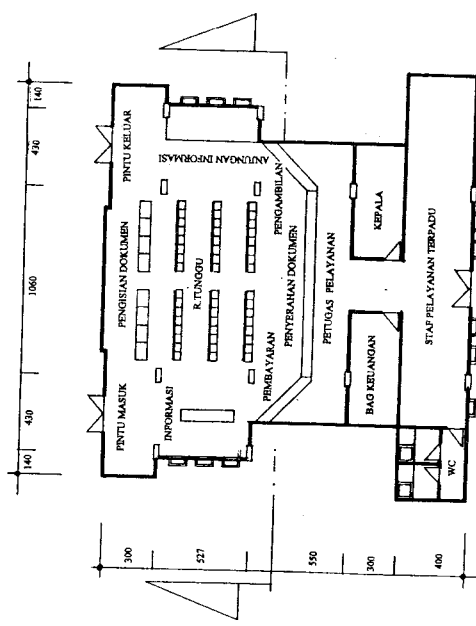 140
430
1060
430
140
PINTU KELUAR
PENGISIAN DOKUMEN
PINTU MASUK
ANJUNGAN INFORMASI
R.TUNGGU
INFORMASI
PENGAMBILAN
PENYERAHAN DOKUMEN
PEMBAYARAN
PETUGAS PELAYANAN
KEPALA
BAG KEUANGAN
STAF PELAYANAN TERPADU
WC
300
527
550
300
400